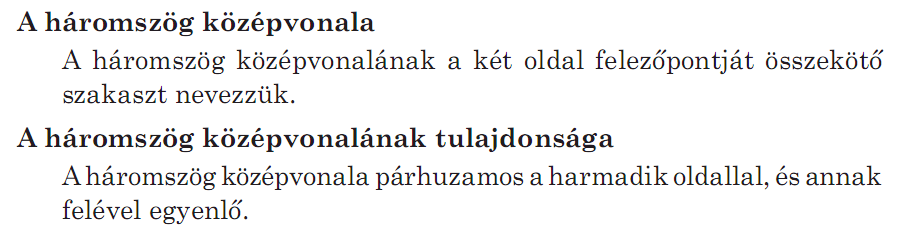 A háromszög középvonala
A háromszög középvonalának a két oldal felezőpontját összekötő
szakaszt nevezzük.
A háromszög középvonalának tulajdonsága
A háromszög középvonala párhuzamos a harmadik oldallal, és annak
felével egyenlő.